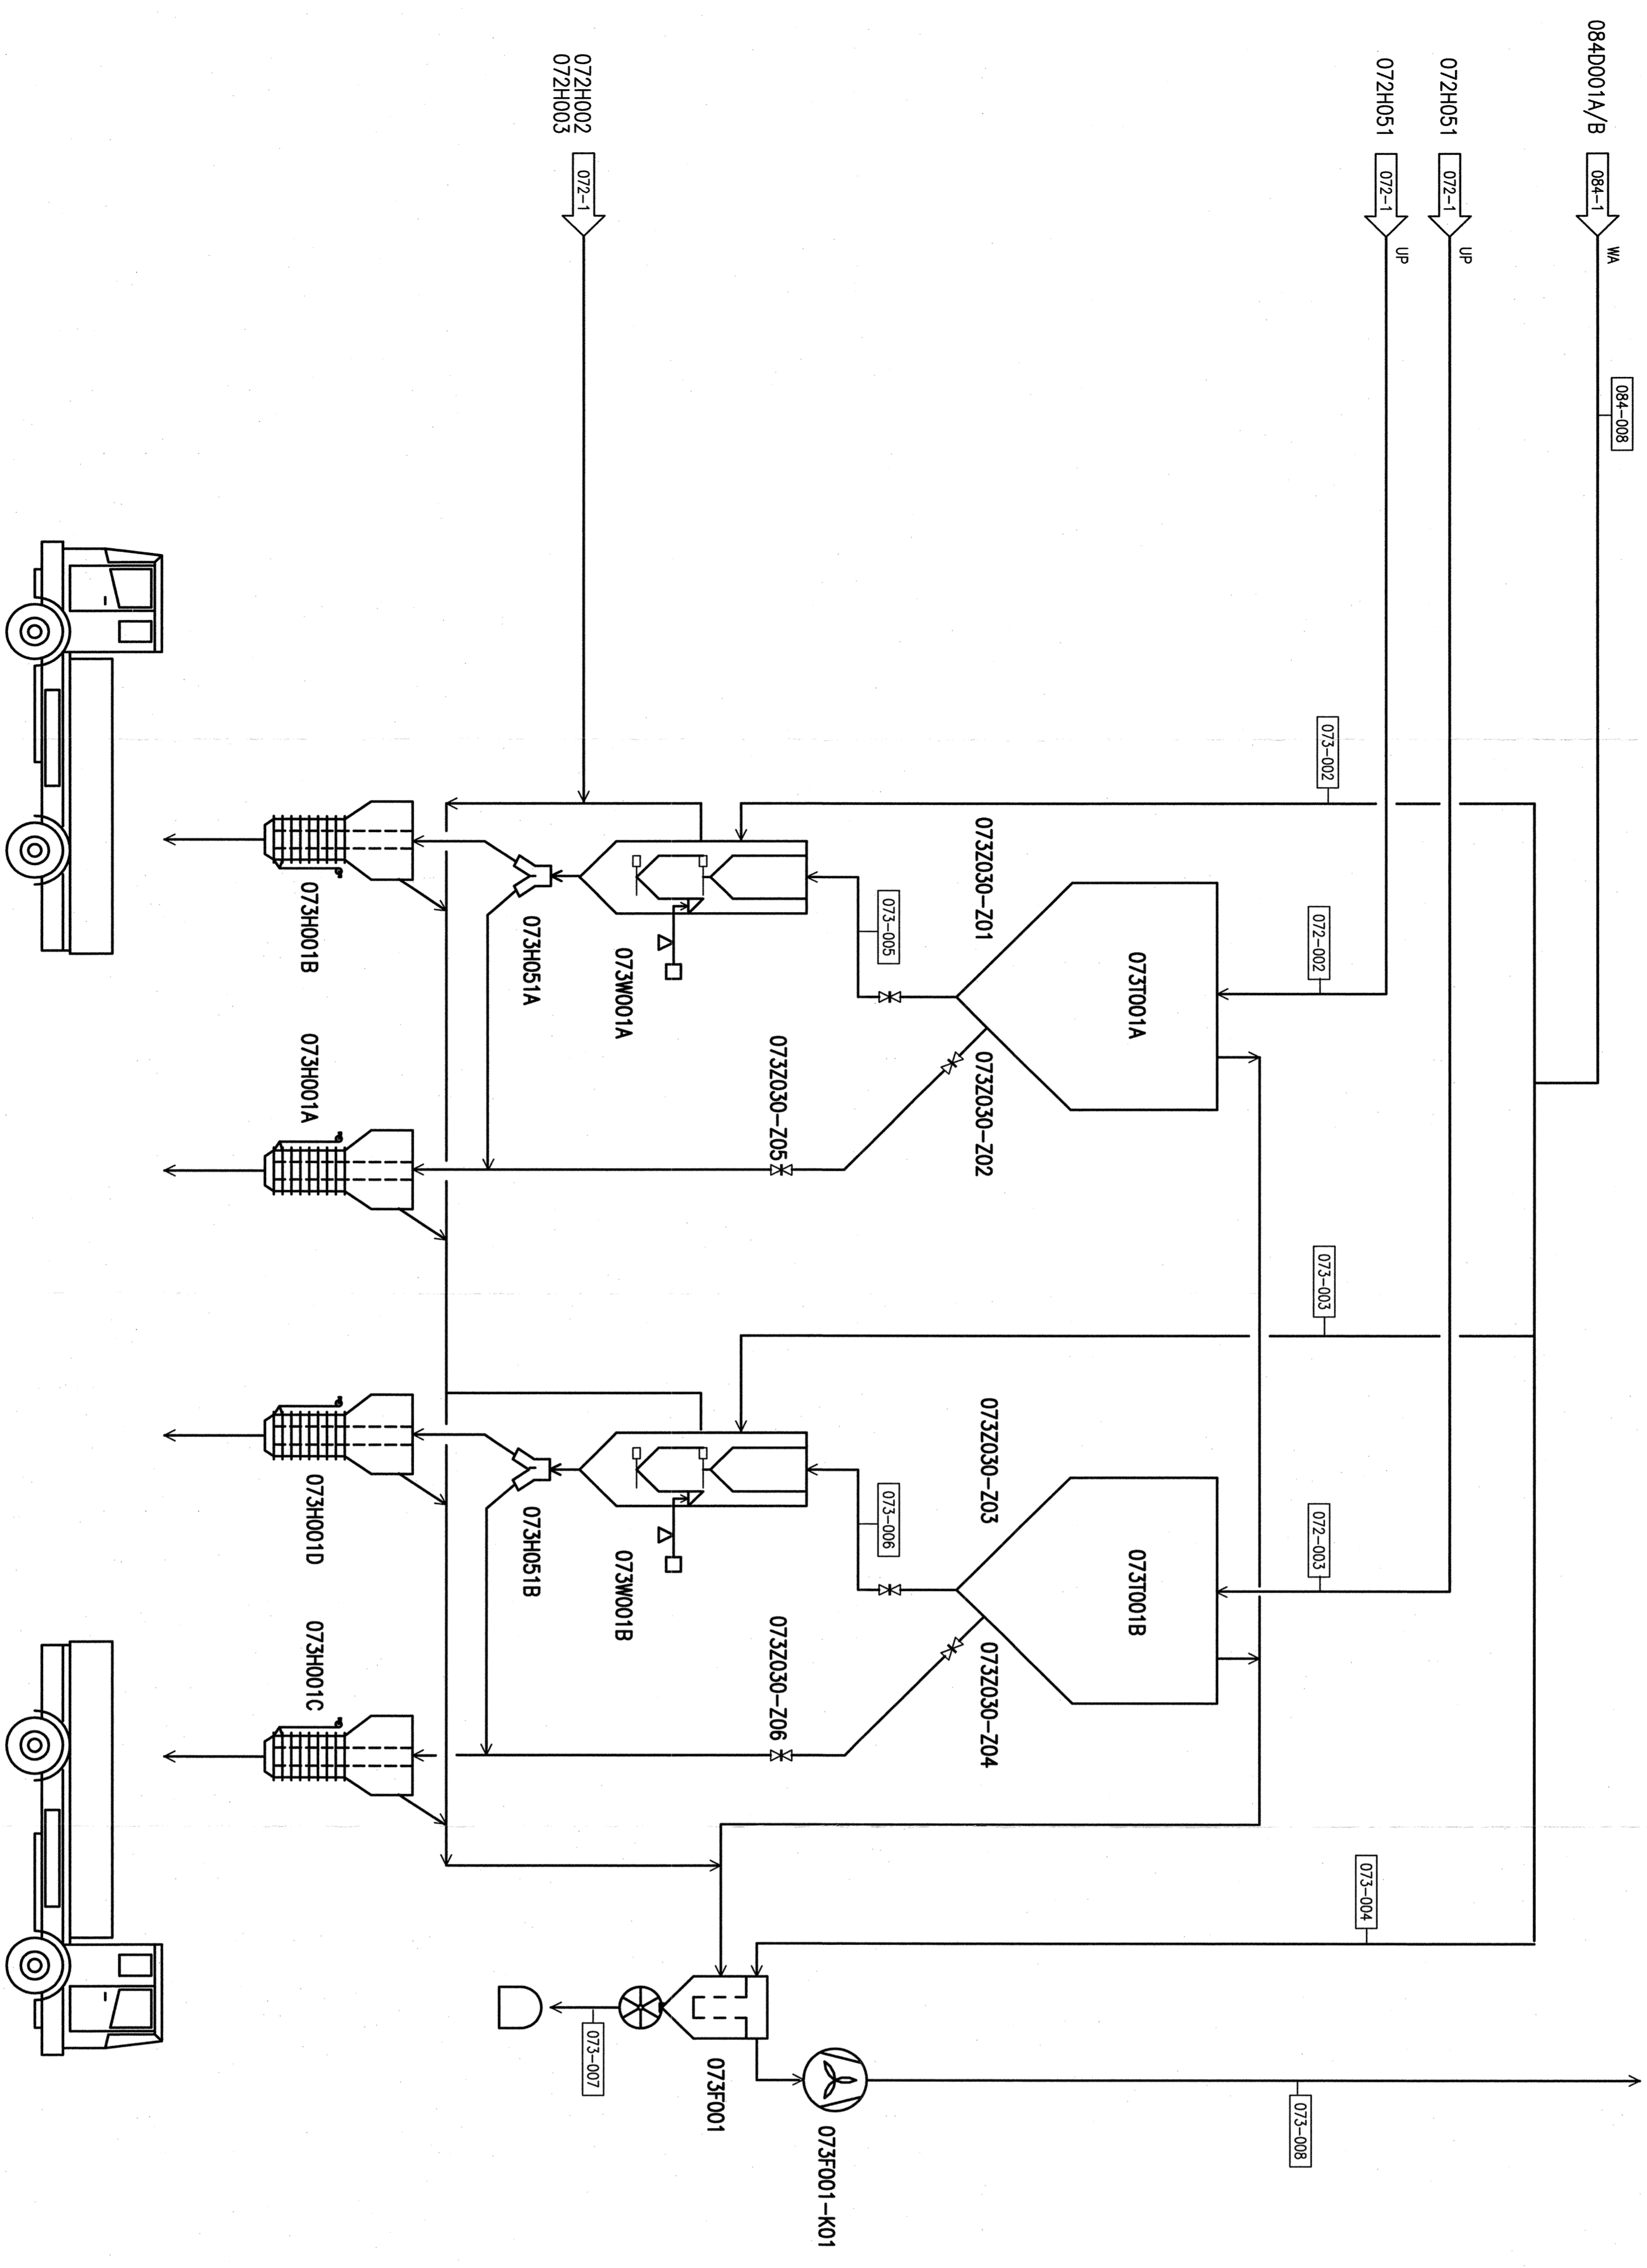 084D001A/B
084-1
WA
084-008
072H051
072-1
UP
072H051
072-1
UP
072H002
072H003
072-1
073-002
072-002
073-003
072-003
073-004
073-008
073T001A
073T001B
073Z030-Z01
073Z030-Z02
073Z030-Z03
073Z030-Z04
073-005
073-006
073Z030-Z05
073Z030-Z06
073W001A
073W001B
073H051A
073H051B
073F001-K01
073F001
073-007
073H001B
073H001A
073H001D
073H001C